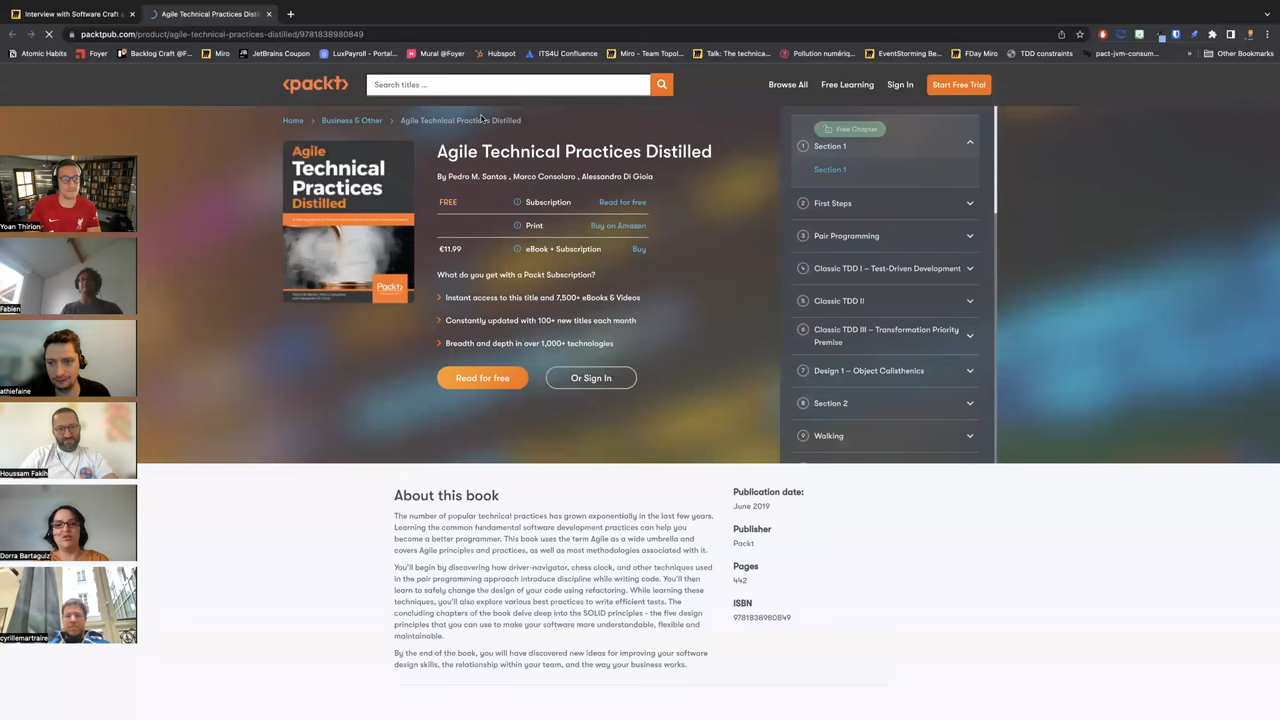 Interview with Software Craft a
Agile Technical Practices Distill
packtpub.com/product/agile-technical-practices-distilled/9781838980849
Atomic Habits
Foyer
Backlog Craft @F...
Miro
JetBrains Coupon
LuxPayroll - Portal...
Mural @Foyer
Hubspot
ITS4U Confluence
Miro - Team Topol...
Talk: The technica...
Pollution numériq...
EventStorming Be...
FDay Miro
TDD constraints
pact-jvm-consum...
Other Bookmarks
<packt>
Search titles ...
Browse All
Free Learning
Sign In
Start Free Trial
Home
Business & Other
Agile Technical Practices Distilled
Agile
Technical
Practices
Distilled
Packt>
Agile Technical Practices Distilled
By Pedro M. Santos , Marco Consolaro , Alessandro Di Gioia
FREE
Subscription
Read for free
Print
Buy on Amazon
€11.99
eBook + Subscription
Buy
What do you get with a Packt Subscription?
Instant access to this title and 7,500+ eBooks & Videos
Constantly updated with 100+ new titles each month
Breadth and depth in over 1,000+ technologies
Read for free
Or Sign In
Free Chapter
1 Section 1
Section 1
2 First Steps
3 Pair Programming
4 Classic TDD I – Test-Driven Development
5 Classic TDD II
6 Classic TDD III – Transformation Priority
Premise
7 Design 1 – Object Calisthenics
8 Section 2
9 Walking
Yoan Thirion
Fabien
athiefaine
Houssam Fakih
Dorra Bartaguiz
cyrillemartraire
About this book
The number of popular technical practices has grown exponentially in the last few years.
Learning the common fundamental software development practices can help you
become a better programmer. This book uses the term Agile as a wide umbrella and
covers Agile principles and practices, as well as most methodologies associated with it.
You'll begin by discovering how driver-navigator, chess clock, and other techniques used
in the pair programming approach introduce discipline while writing code. You'll then
learn to safely change the design of your code using refactoring. While learning these
techniques, you'll also explore various best practices to write efficient tests. The
concluding chapters of the book delve deep into the SOLID principles - the five design
principles that you can use to make your software more understandable, flexible and
maintainable.
By the end of the book, you will have discovered new ideas for improving your software
design skills, the relationship within your team, and the way your business works.
Publication date:
June 2019
Publisher
Packt
Pages
442
ISBN
9781838980849